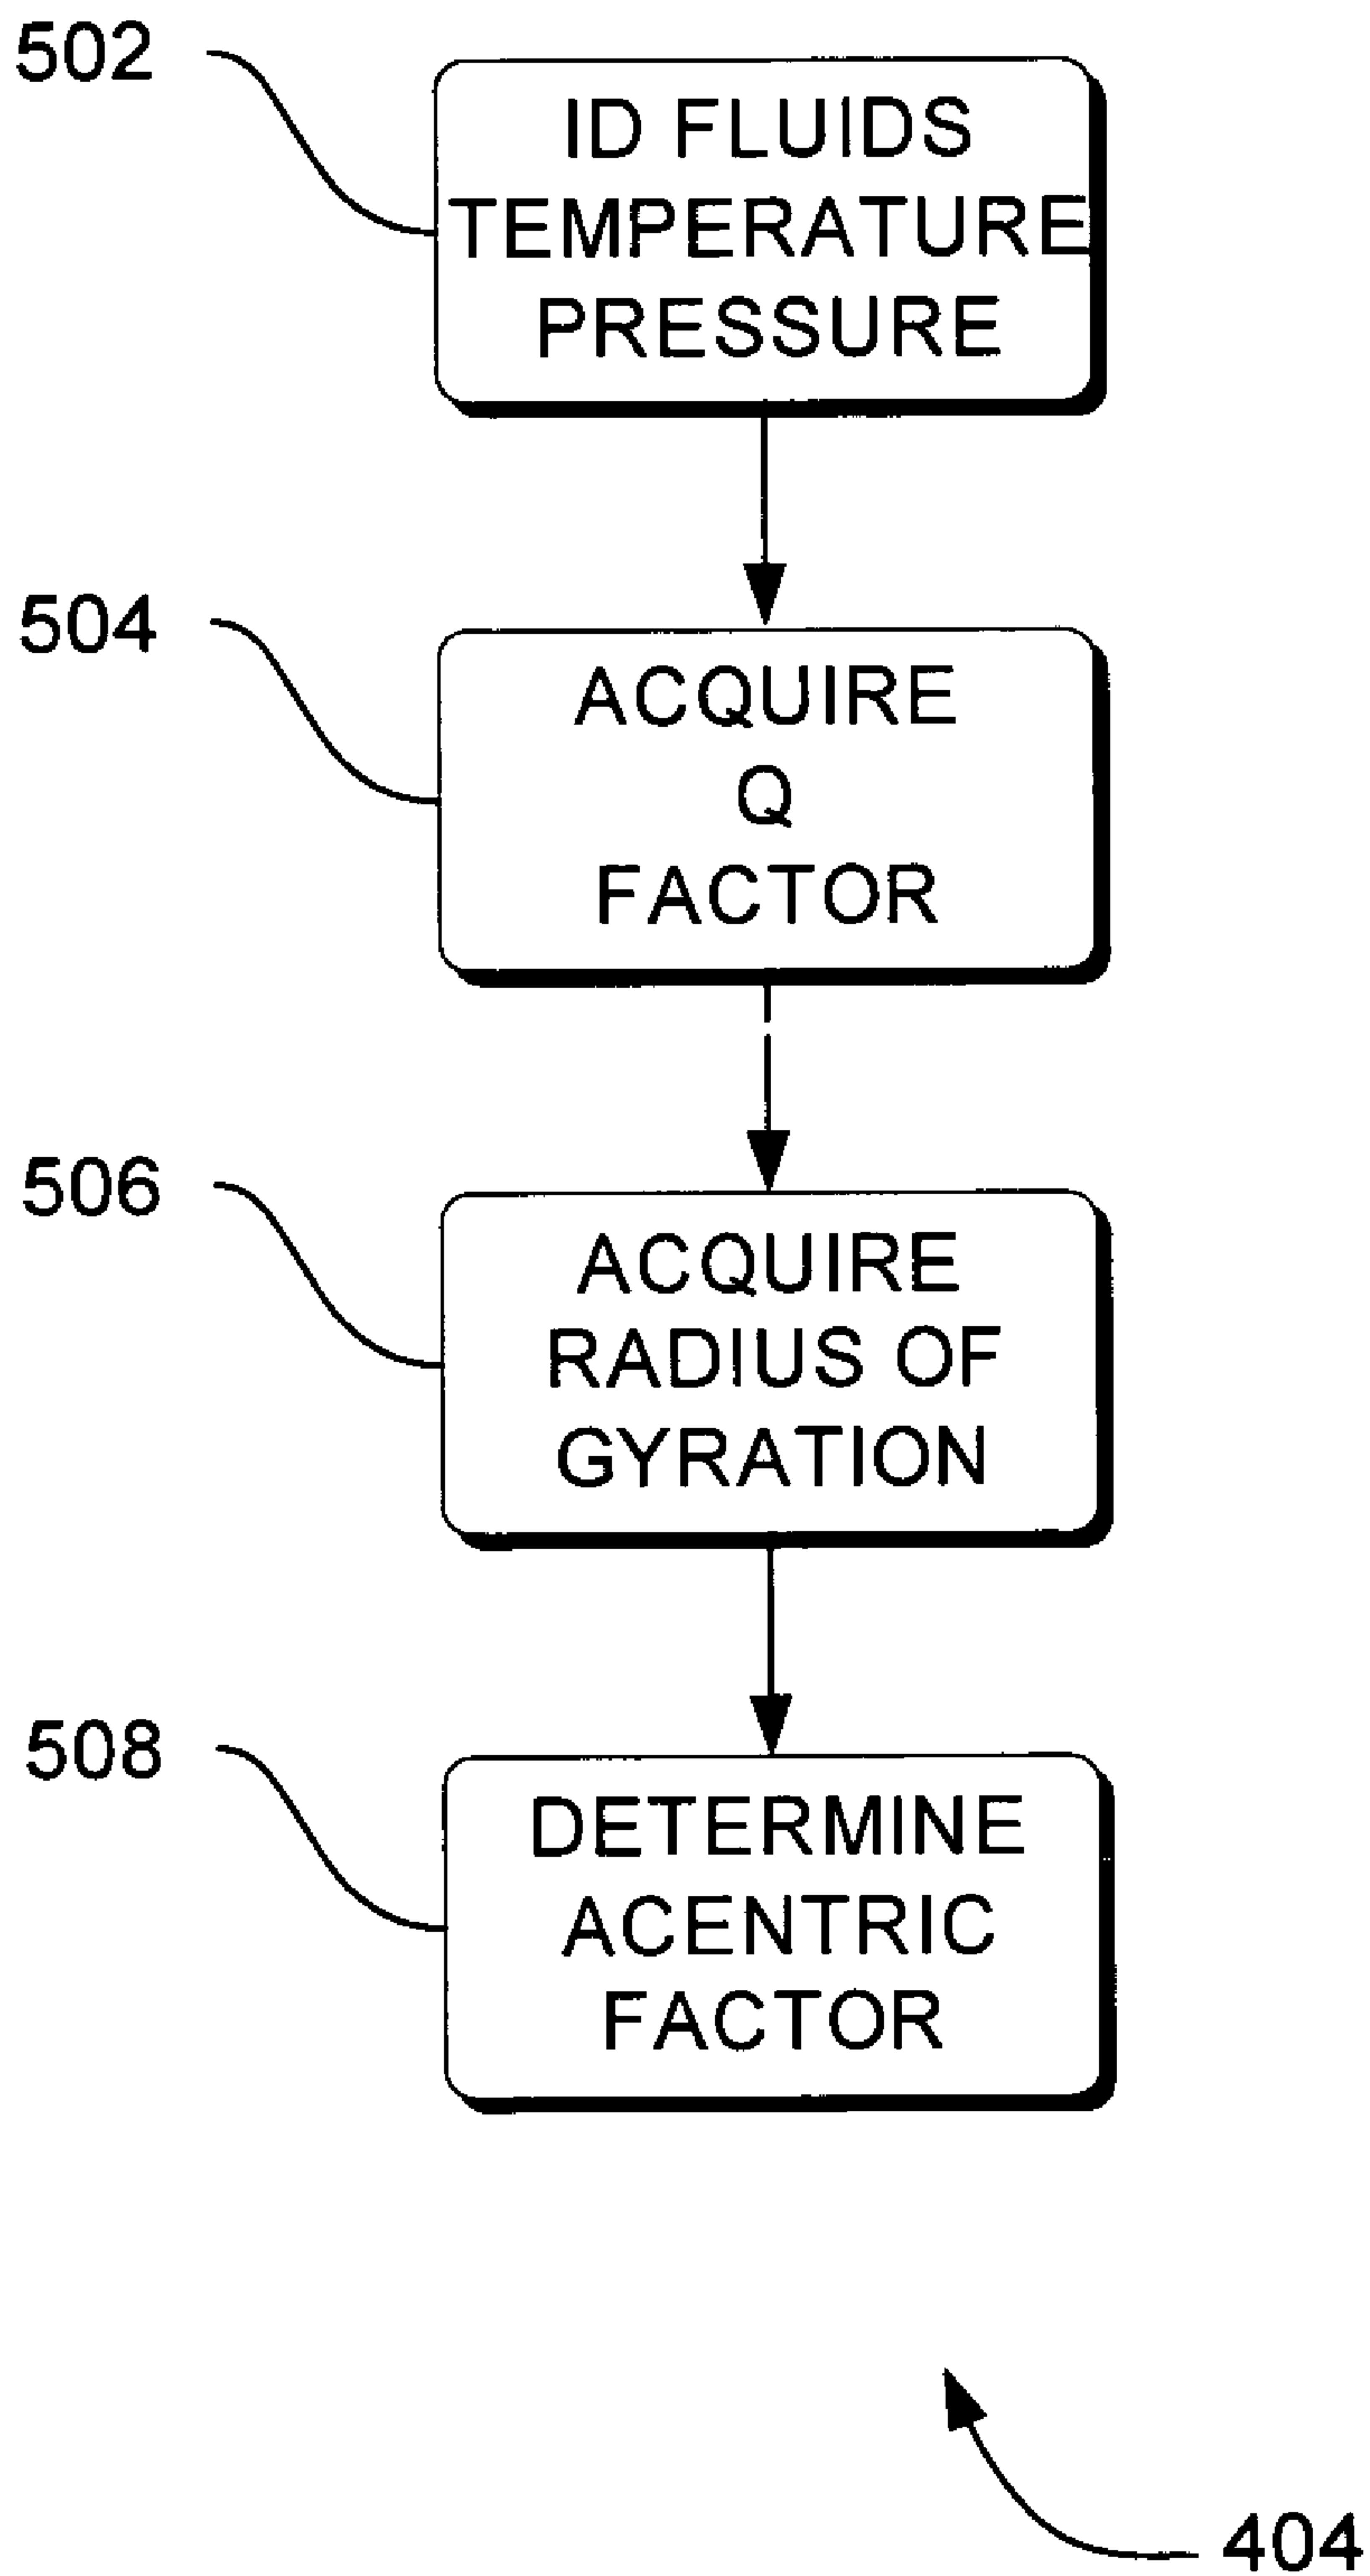 502
ID FLUIDS
TEMPERATURE
PRESSURE
504
ACQUIRE
Q
FACTOR
506
ACQUIRE
RADIUS OF
GYRATION
508
DETERMINE
ACENTRIC
FACTOR
404